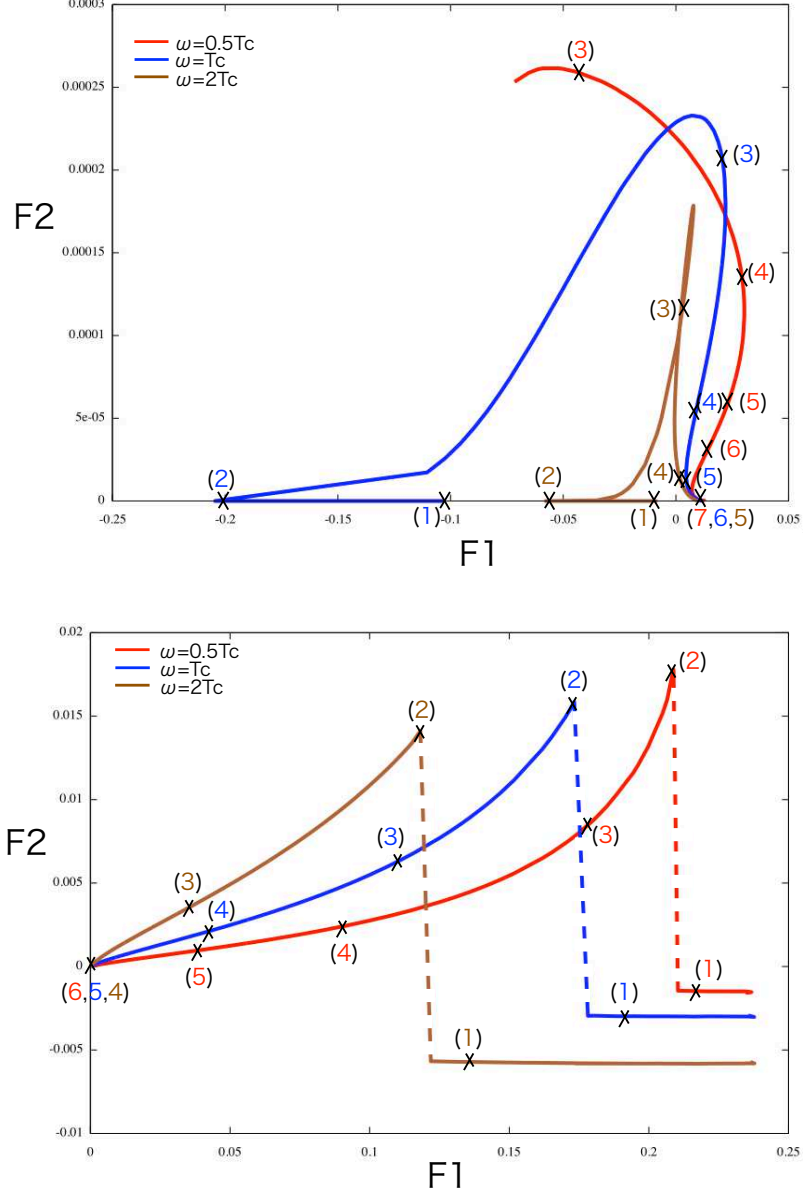 0.0003
ω=0.5Tc
ω=Tc
ω=2Tc
(3)
0.00025
(3)
0.0002
F2
0.00015
(4)
(3)
0.0001
(4) (5)
5e-05
(6)
(2) (2) (4) (5)
0
(1) (1) (7,6,5)
-0.25 -0.2 -0.15 -0.1 -0.05 0 0.05
F1
0.02
ω=0.5Tc
ω=Tc
ω=2Tc
(2)
(2)
(2)
0.015
0.01
F2
(3) (3)
0.005
(3) (4)
(4)
0
(5) (1)
(6,5,4) (1)
(1)
-0.005
-0.01
0 0.05 0.1 0.15 0.2 0.25
F1